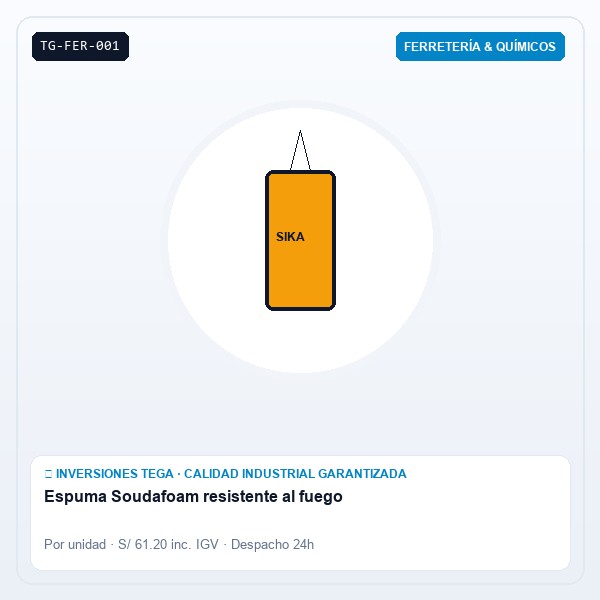 TG-FER-001
FERRETERÍA & QUÍMICOS
SIKA
INVERSIONES TEGA · CALIDAD INDUSTRIAL GARANTIZADA
Espuma Soudafoam resistente al fuego
Por unidad · S/ 61.20 inc. IGV · Despacho 24h